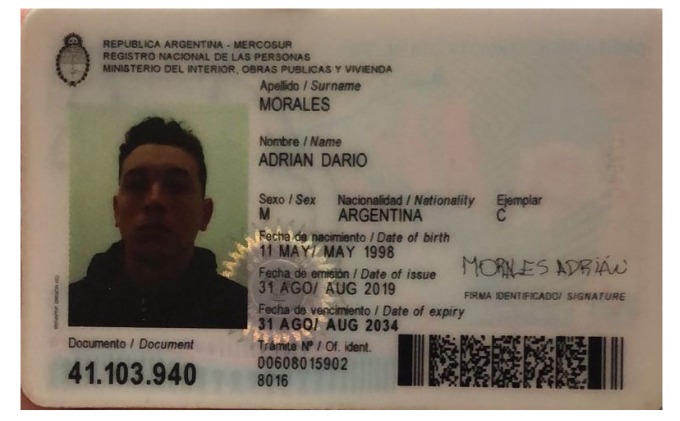 REPUBLICA ARGENTINA - MERCOSUR
REGISTRO NACIONAL DE LAS PERSONAS
MINISTERIO DEL INTERIOR, OBRAS PUBLICAS Y VIVIENDA
Apellido / Surname
MORALES
Nombre / Name
ADRIAN DARIO
Sexo / Sex Nacionalidad / Nationality Ejemplar
M ARGENTINA C
Fecha de nacimiento / Date of birth
11 MAY/ MAY 1998
Fecha de emisión / Date of issue
31 AGO/ AUG 2019
MORALES ADRIÁN
FIRMA IDENTIFICADO/ SIGNATURE
Fecha de vencimiento / Date of expiry
31 AGO/ AUG 2034
Documento / Document
41.103.940
Trámite Nº / Of. ident.
00608015902
8016